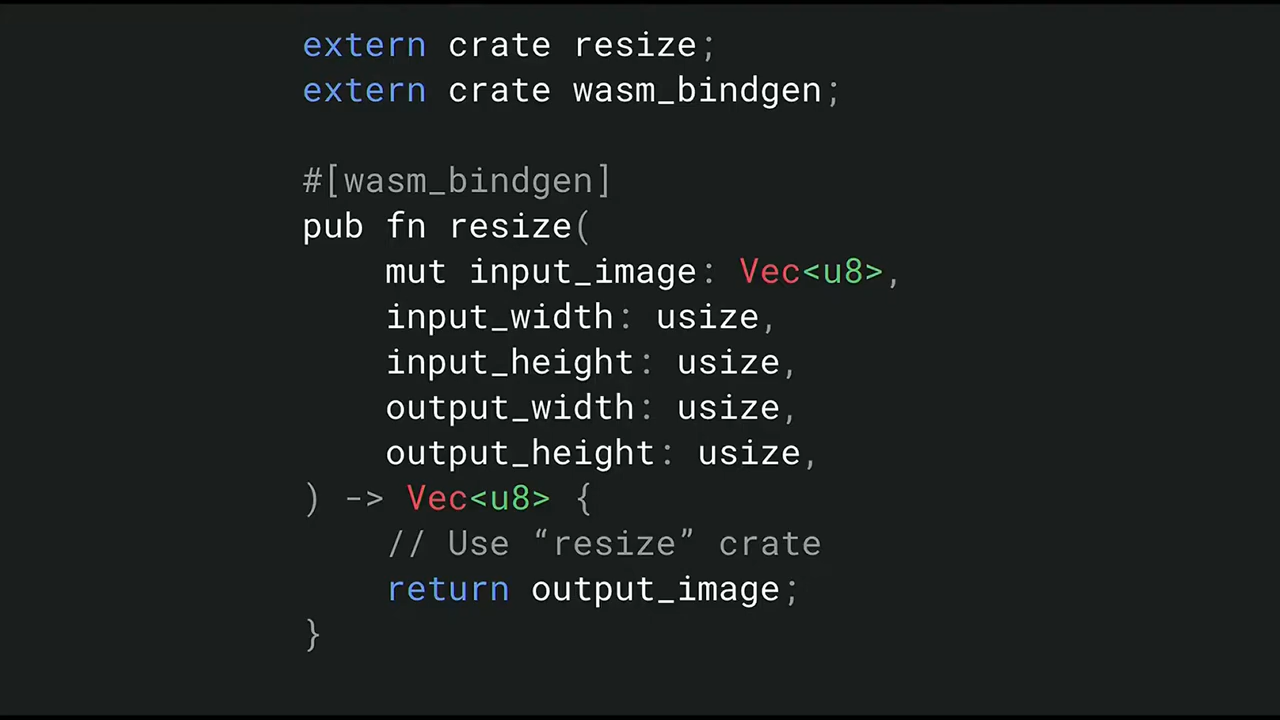 extern crate resize;
extern crate wasm_bindgen;
#[wasm_bindgen]
pub fn resize(
    mut input_image: Vec<u8>,
    input_width: usize,
    input_height: usize,
    output_width: usize,
    output_height: usize,
) -> Vec<u8> {
    // Use “resize” crate
    return output_image;
}